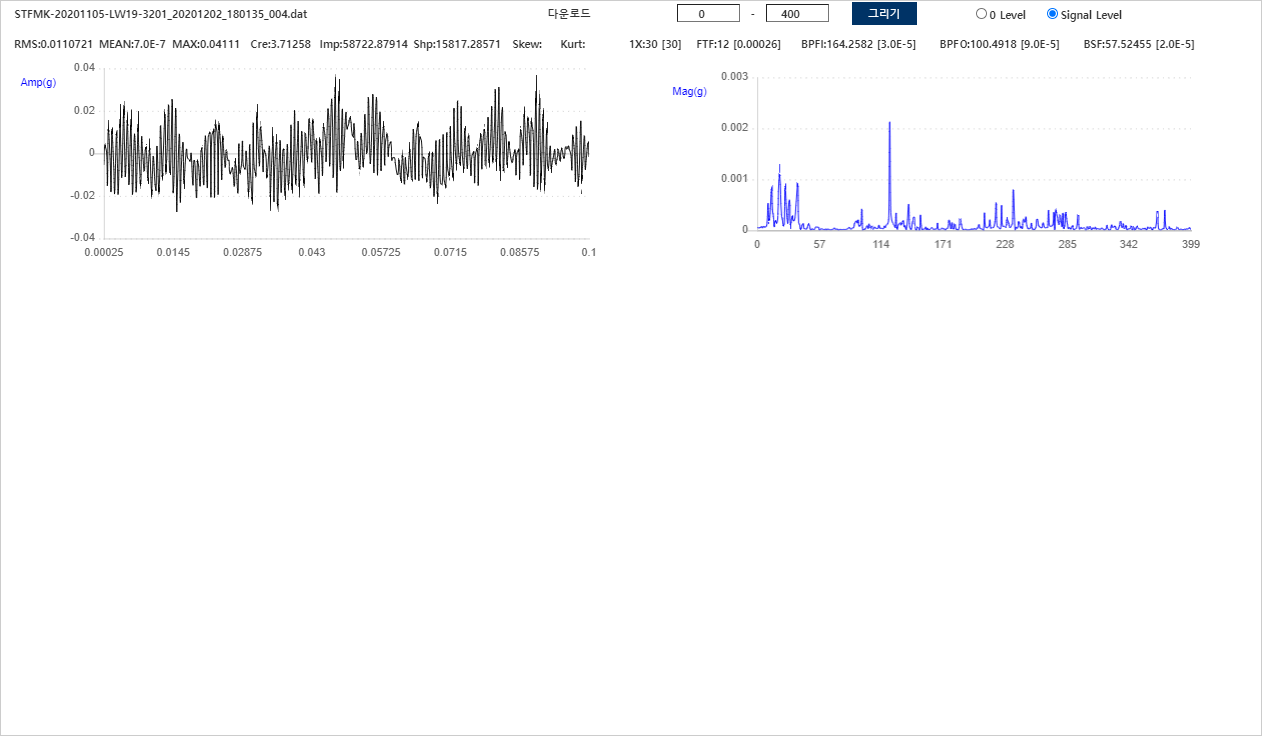 STFMK-20201105-LW19-3201_20201202_180135_004.dat 다운로드 0 - 400 그리기 0 Level Signal Level
RMS:0.0110721 MEAN:7.0E-7 MAX:0.04111 Cre:3.71258 Imp:58722.87914 Shp:15817.28571 Skew: Kurt: 1X:30 [30] FTF:12 [0.00026] BPFI:164.2582 [3.0E-5] BPFO:100.4918 [9.0E-5] BSF:57.52455 [2.0E-5]
Amp(g)
0.04
0.02
0
-0.02
-0.04
0.00025 0.0145 0.02875 0.043 0.05725 0.0715 0.08575 0.1
Mag(g)
0.003
0.002
0.001
0
0 57 114 171 228 285 342 399